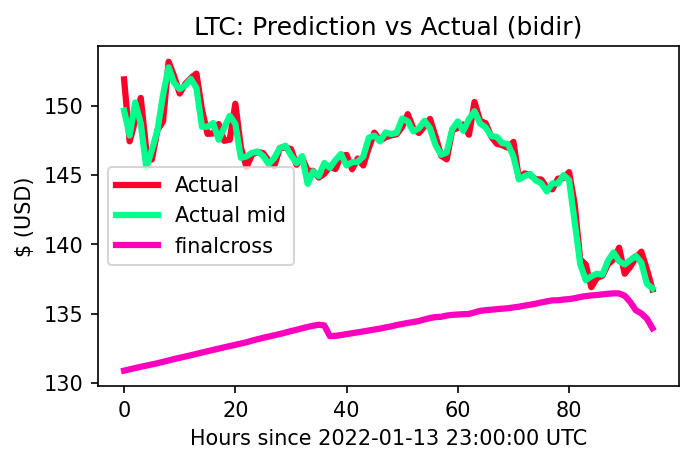 LTC: Prediction vs Actual (bidir)
$ (USD)
150
145
140
135
130
Actual
Actual mid
finalcross
0 20 40 60 80
Hours since 2022-01-13 23:00:00 UTC